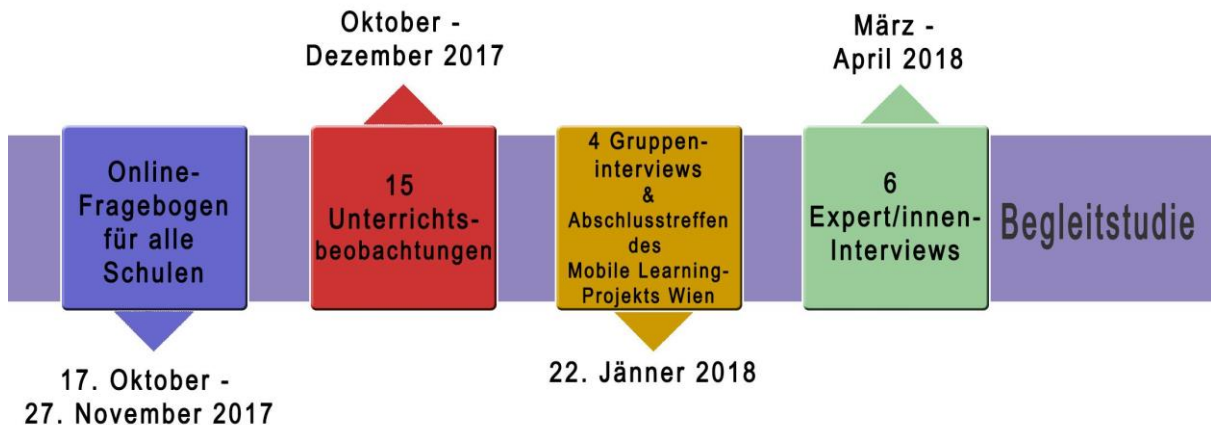 Oktober -
Dezember 2017
März -
April 2018
Online-
Fragebogen
für alle
Schulen
15
Unterrichts-
beobachtungen
4 Gruppen-
interviews
&
Abschlusstreffen
des
Mobile Learning-
Projekts Wien
6
Expert/innen-
Interviews
Begleitstudie
17. Oktober -
27. November 2017
22. Jänner 2018